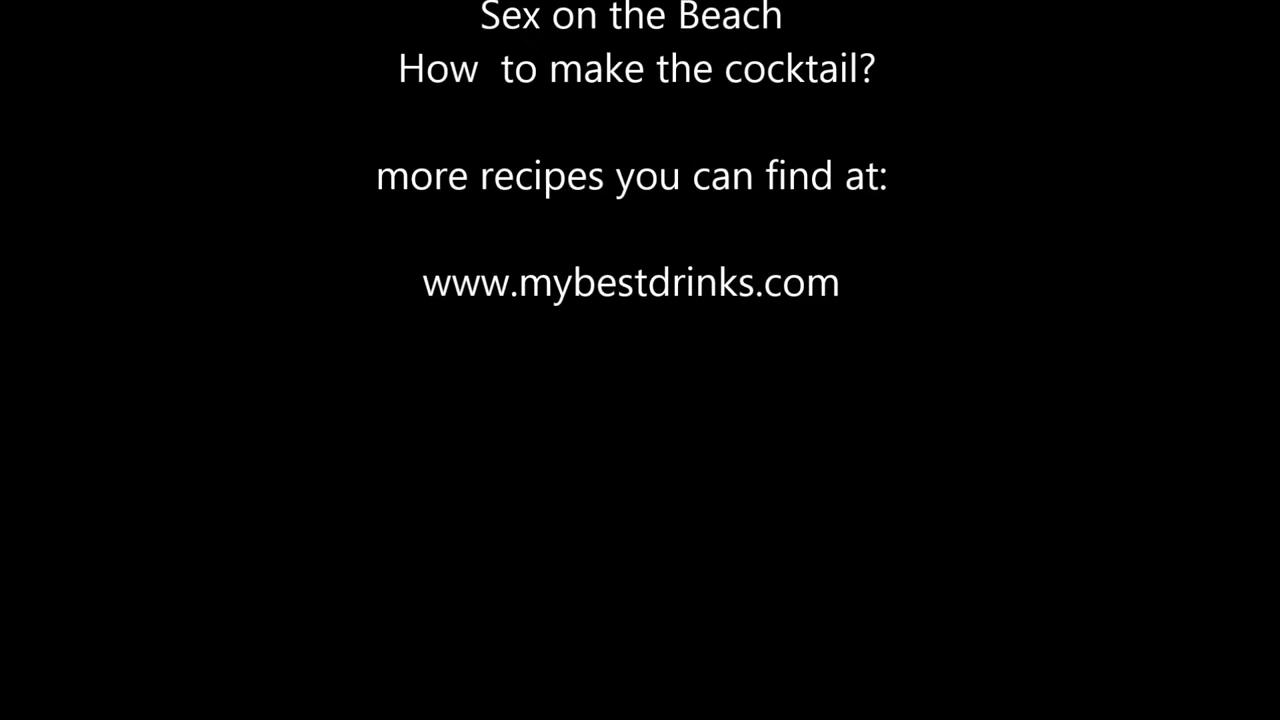 Sex on the Beach
How  to make the cocktail?
more recipes you can find at:
www.mybestdrinks.com